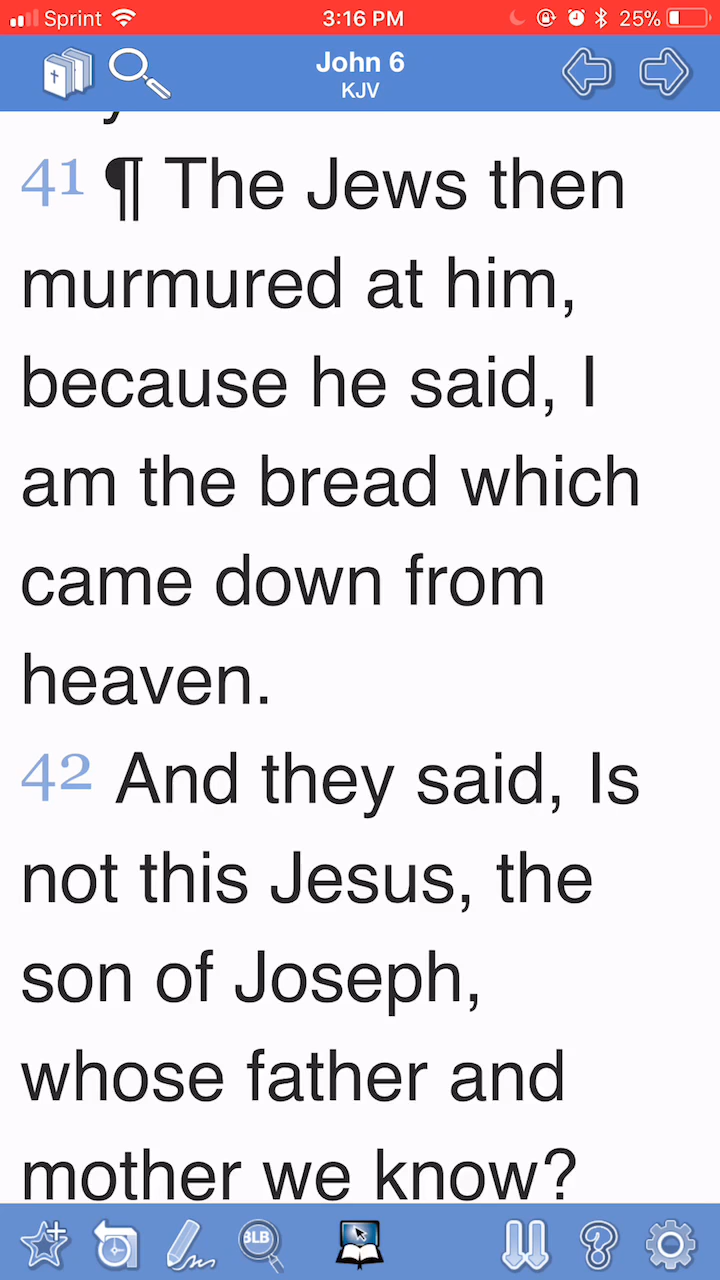 Sprint 3:16 PM 25%
John 6
KJV
41 ¶ The Jews then
murmured at him,
because he said, I
am the bread which
came down from
heaven.
42 And they said, Is
not this Jesus, the
son of Joseph,
whose father and
mother we know?
BLB